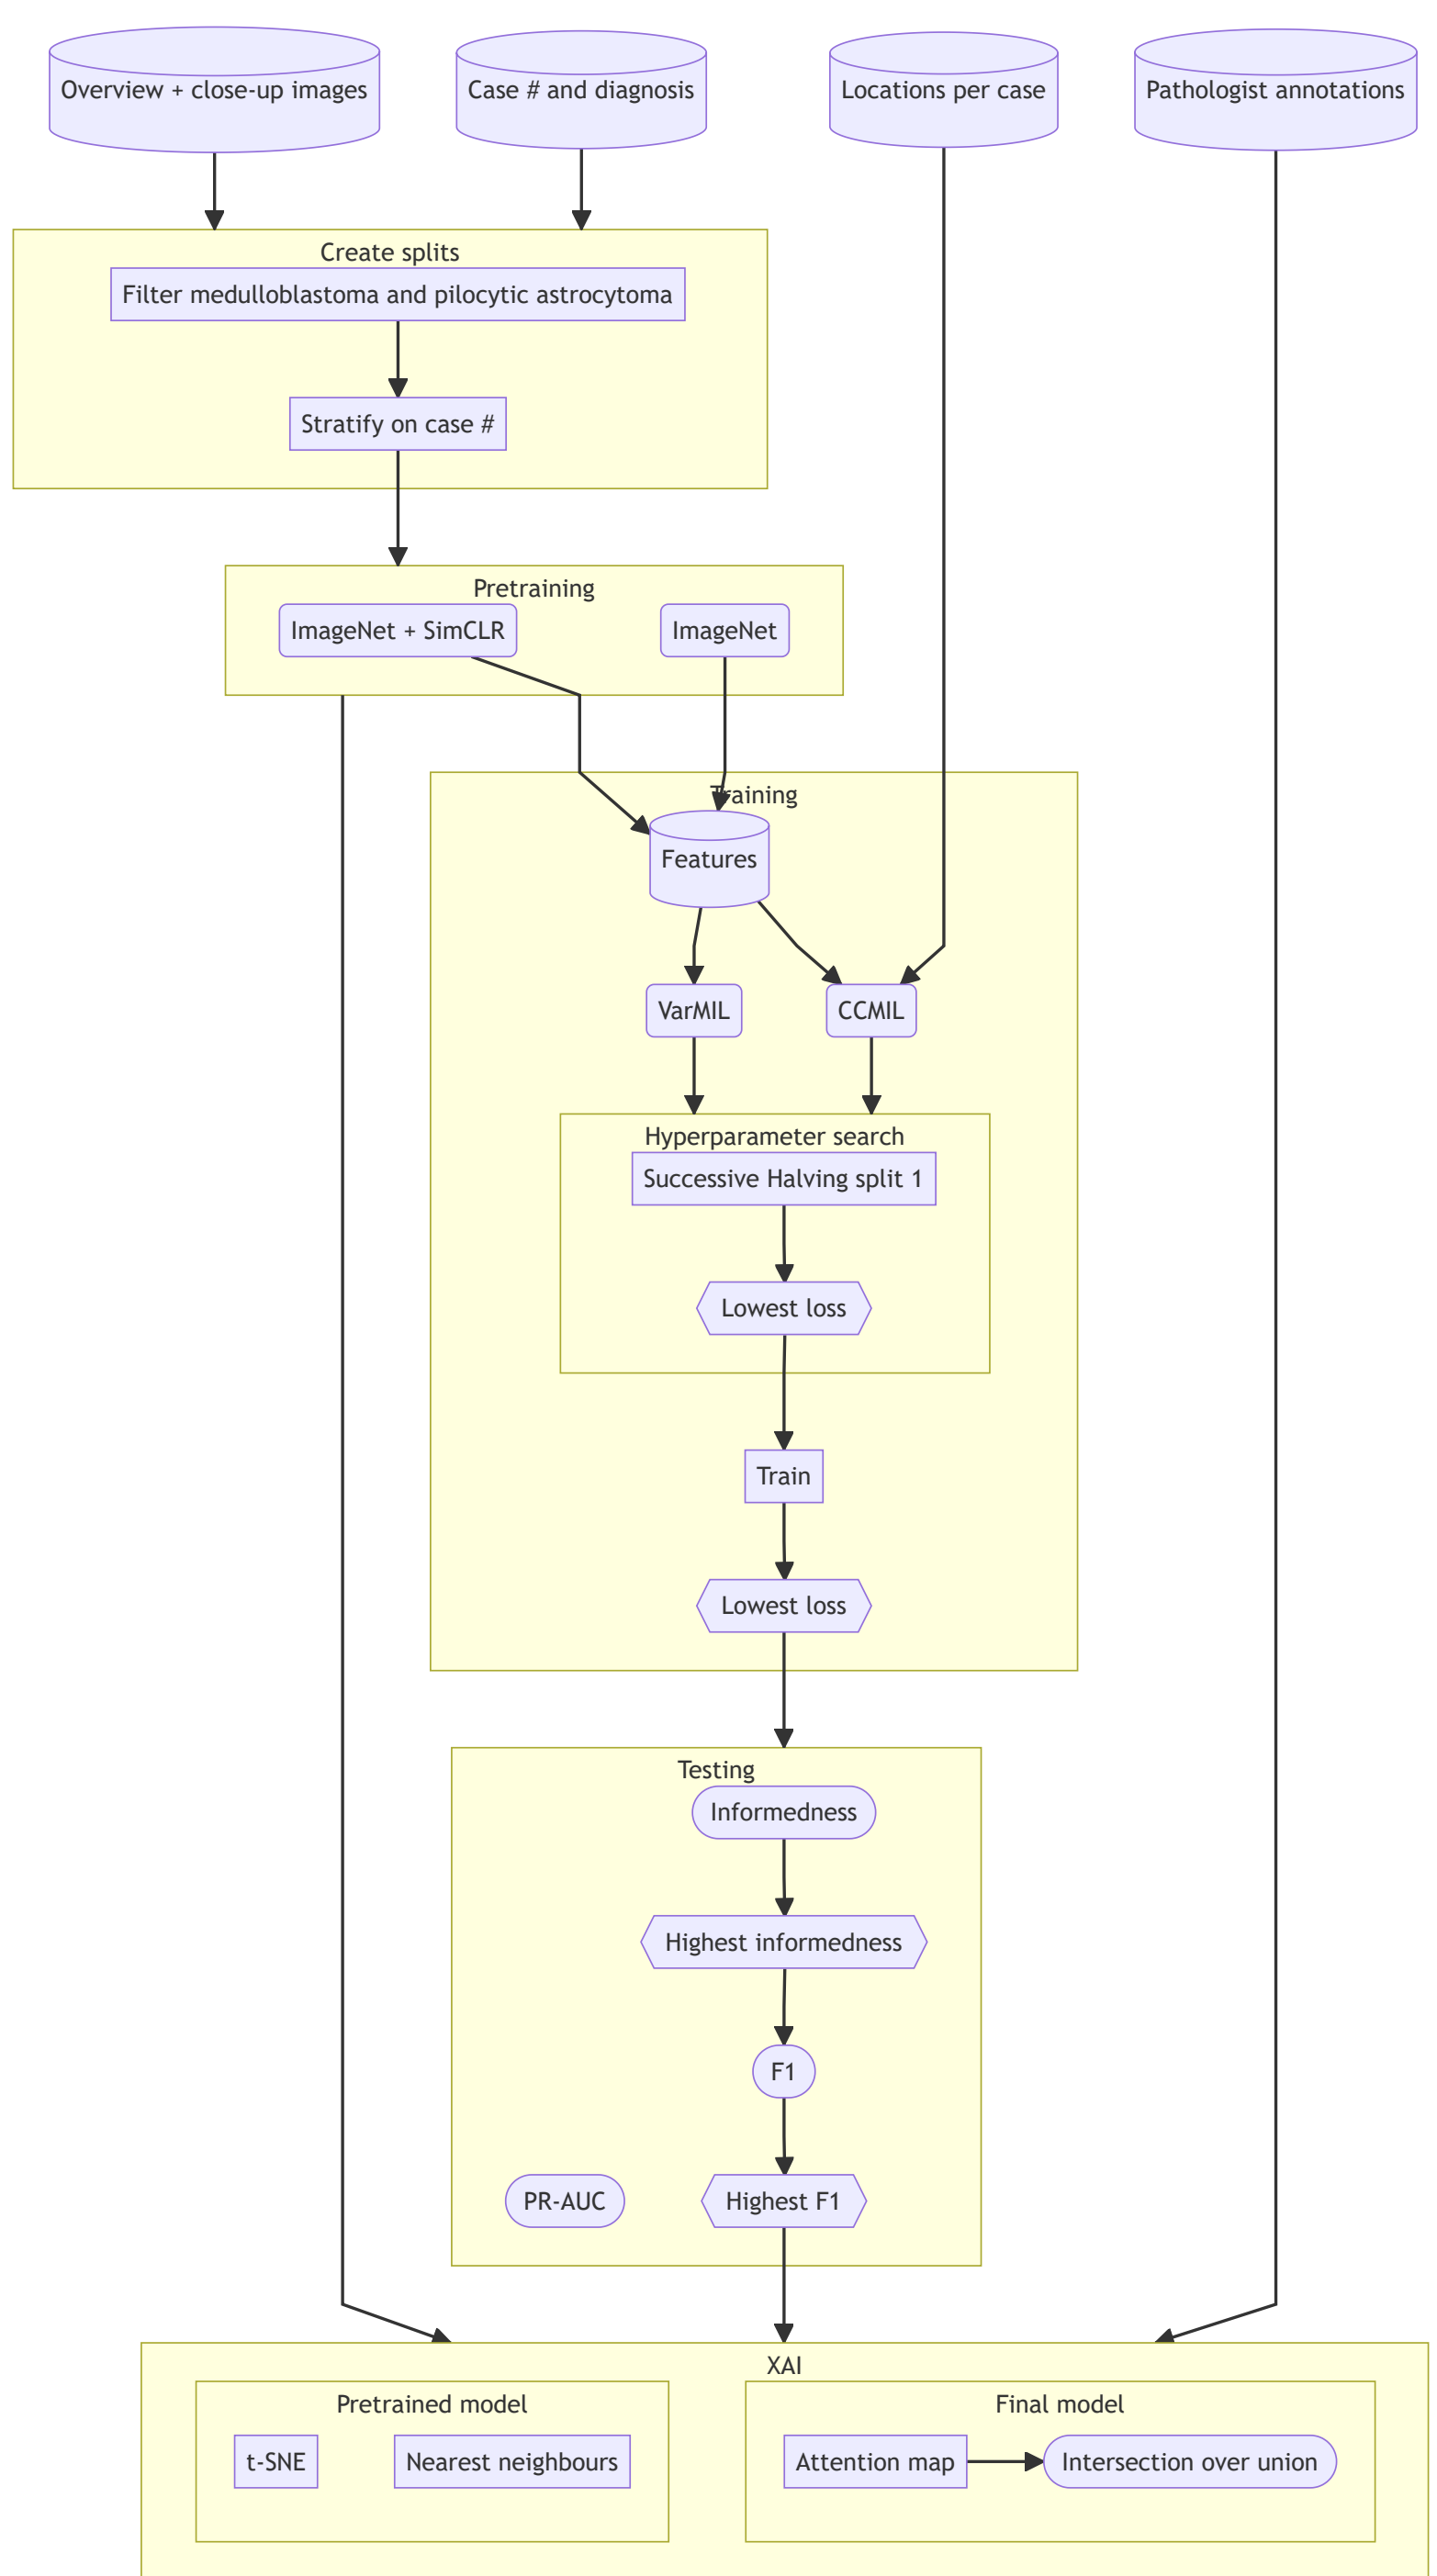 Overview + close-up images
Case # and diagnosis
Locations per case
Pathologist annotations
Create splits
Filter medulloblastoma and pilocytic astrocytoma
Stratify on case #
Pretraining
ImageNet + SimCLR
ImageNet
Training
Features
VarMIL
CCMIL
Hyperparameter search
Successive Halving split 1
Lowest loss
Train
Lowest loss
Testing
Informedness
Highest informedness
F1
PR-AUC
Highest F1
XAI
Pretrained model
Final model
t-SNE
Nearest neighbours
Attention map
Intersection over union